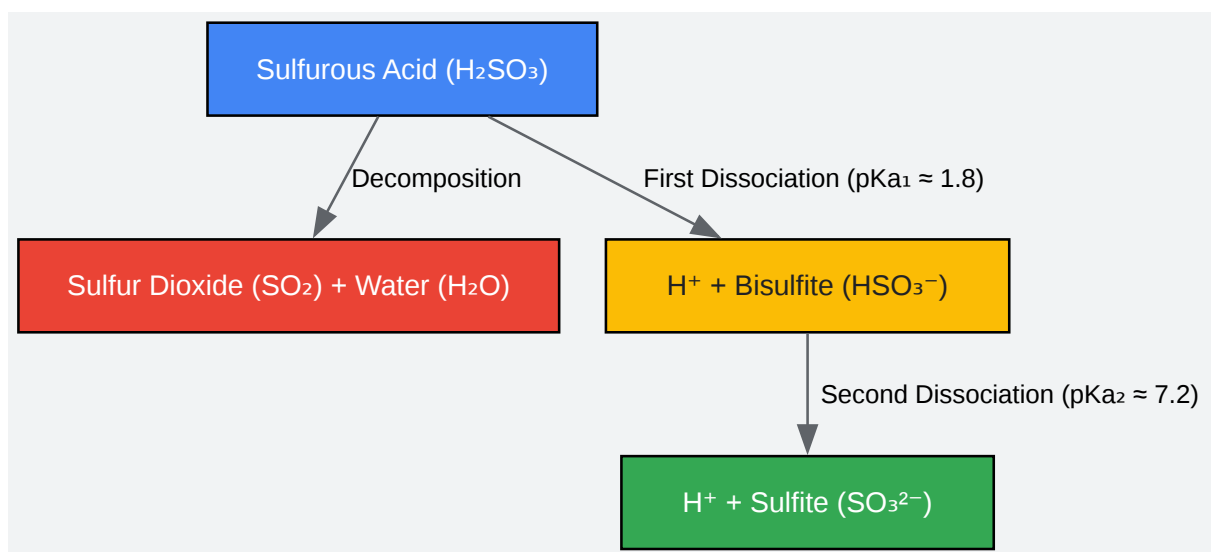 Sulfurous Acid (H₂SO₃)
Decomposition
First Dissociation (pKa₁ ≈ 1.8)
Sulfur Dioxide (SO₂) + Water (H₂O)
H⁺ + Bisulfite (HSO₃⁻)
Second Dissociation (pKa₂ ≈ 7.2)
H⁺ + Sulfite (SO₃²⁻)